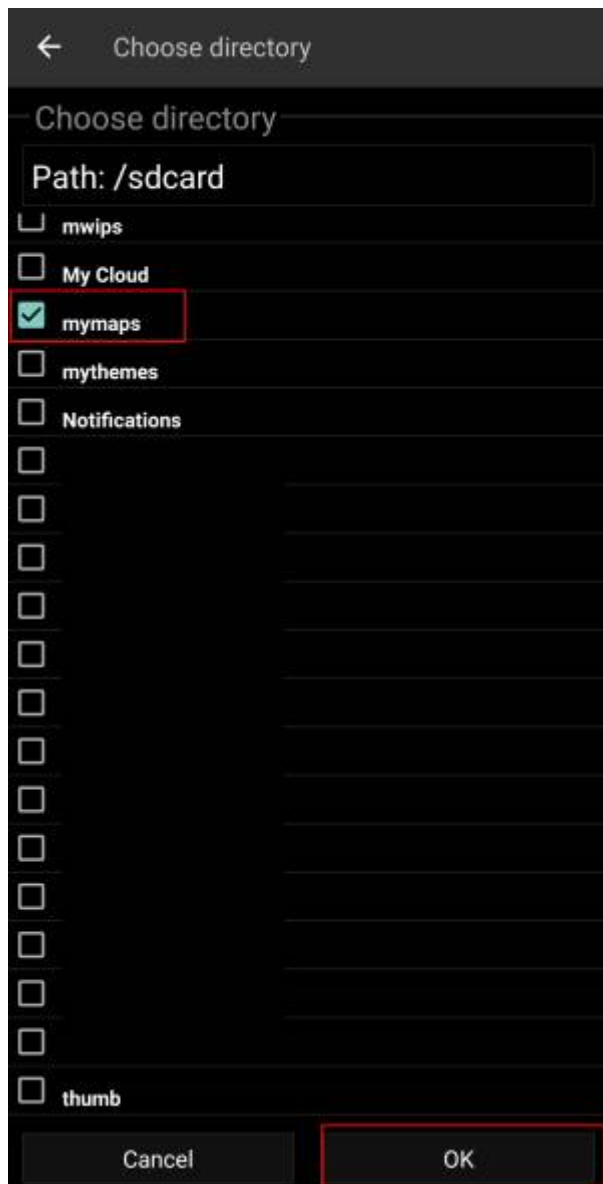 Choose directory
Choose directory
Path: /sdcard
mwips
My Cloud
mymaps
mythemes
Notifications
thumb
Cancel
OK